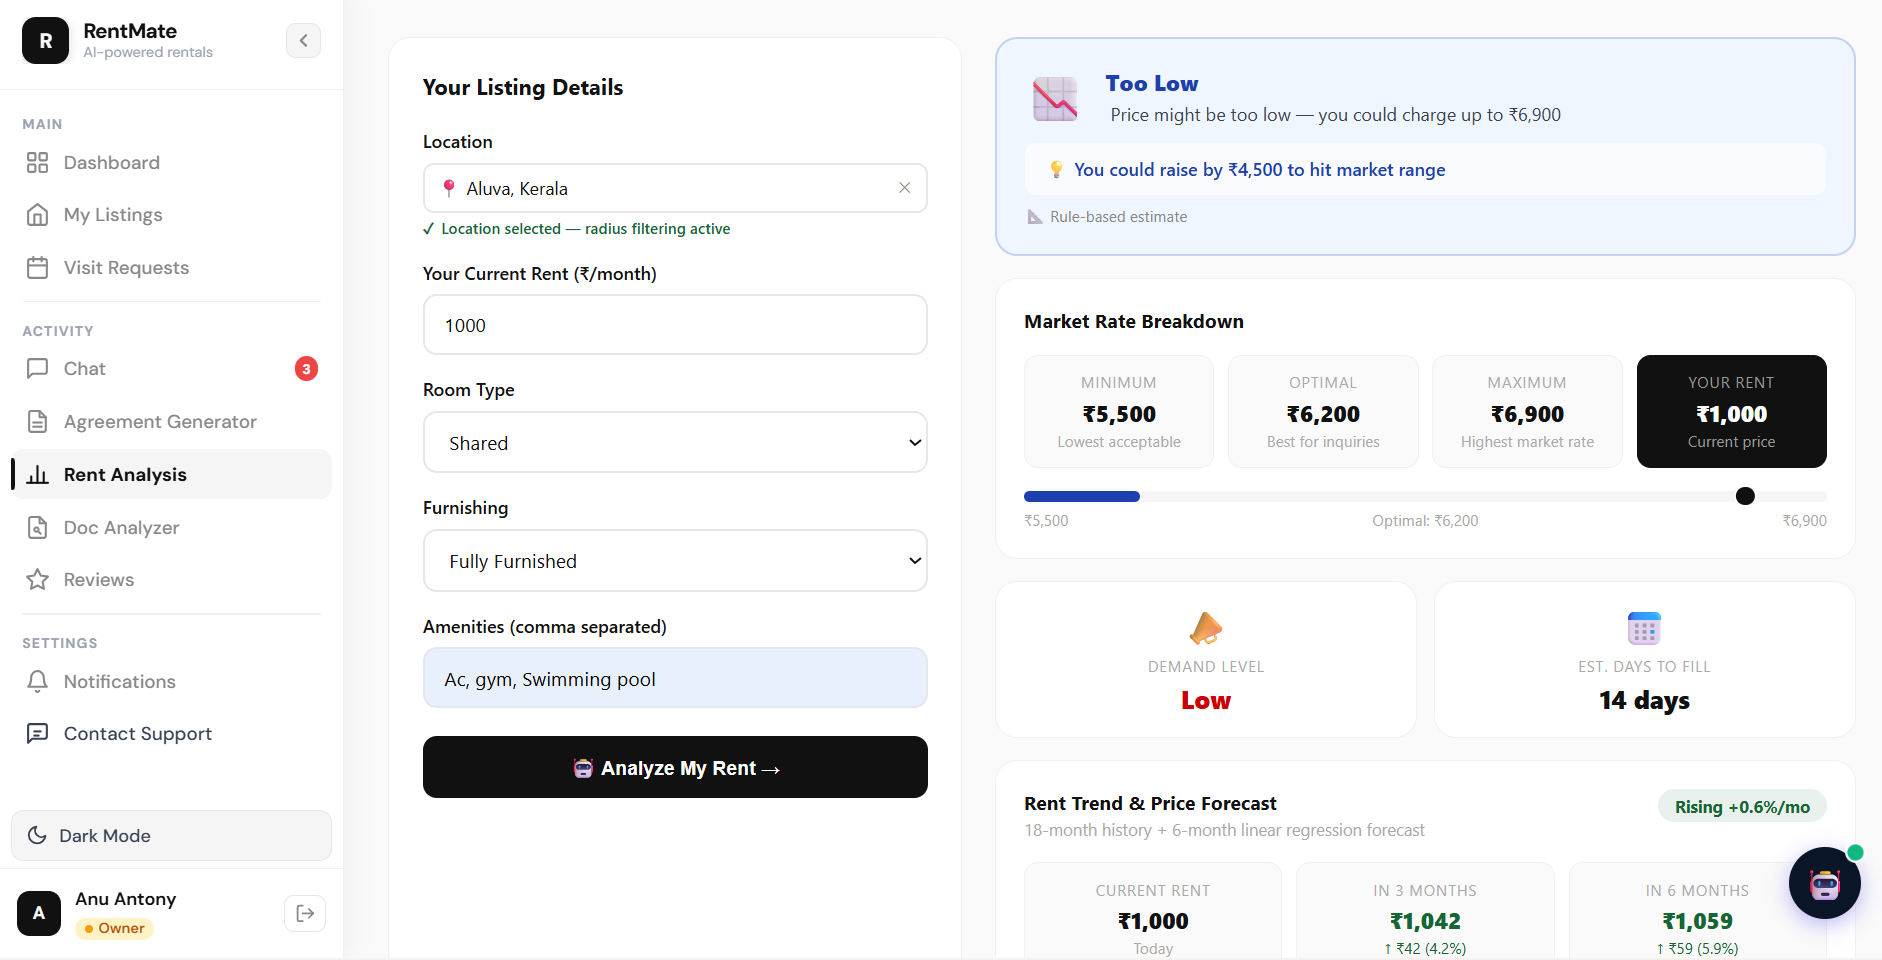 R
RentMate
AI-powered rentals
MAIN
Dashboard
My Listings
Visit Requests
ACTIVITY
Chat
3
Agreement Generator
Rent Analysis
Doc Analyzer
Reviews
SETTINGS
Notifications
Contact Support
Dark Mode
A
Anu Antony
Owner
Your Listing Details
Location
Aluva, Kerala
✓ Location selected — radius filtering active
Your Current Rent (₹/month)
1000
Room Type
Shared
Furnishing
Fully Furnished
Amenities (comma separated)
Ac, gym, Swimming pool
Analyze My Rent →
Too Low
Price might be too low — you could charge up to ₹6,900
You could raise by ₹4,500 to hit market range
Rule-based estimate
Market Rate Breakdown
MINIMUM
₹5,500
Lowest acceptable
OPTIMAL
₹6,200
Best for inquiries
MAXIMUM
₹6,900
Highest market rate
YOUR RENT
₹1,000
Current price
₹5,500
Optimal: ₹6,200
₹6,900
DEMAND LEVEL
Low
EST. DAYS TO FILL
14 days
Rent Trend & Price Forecast
18-month history + 6-month linear regression forecast
Rising +0.6%/mo
CURRENT RENT
₹1,000
Today
IN 3 MONTHS
₹1,042
↑ ₹42 (4.2%)
IN 6 MONTHS
₹1,059
↑ ₹59 (5.9%)